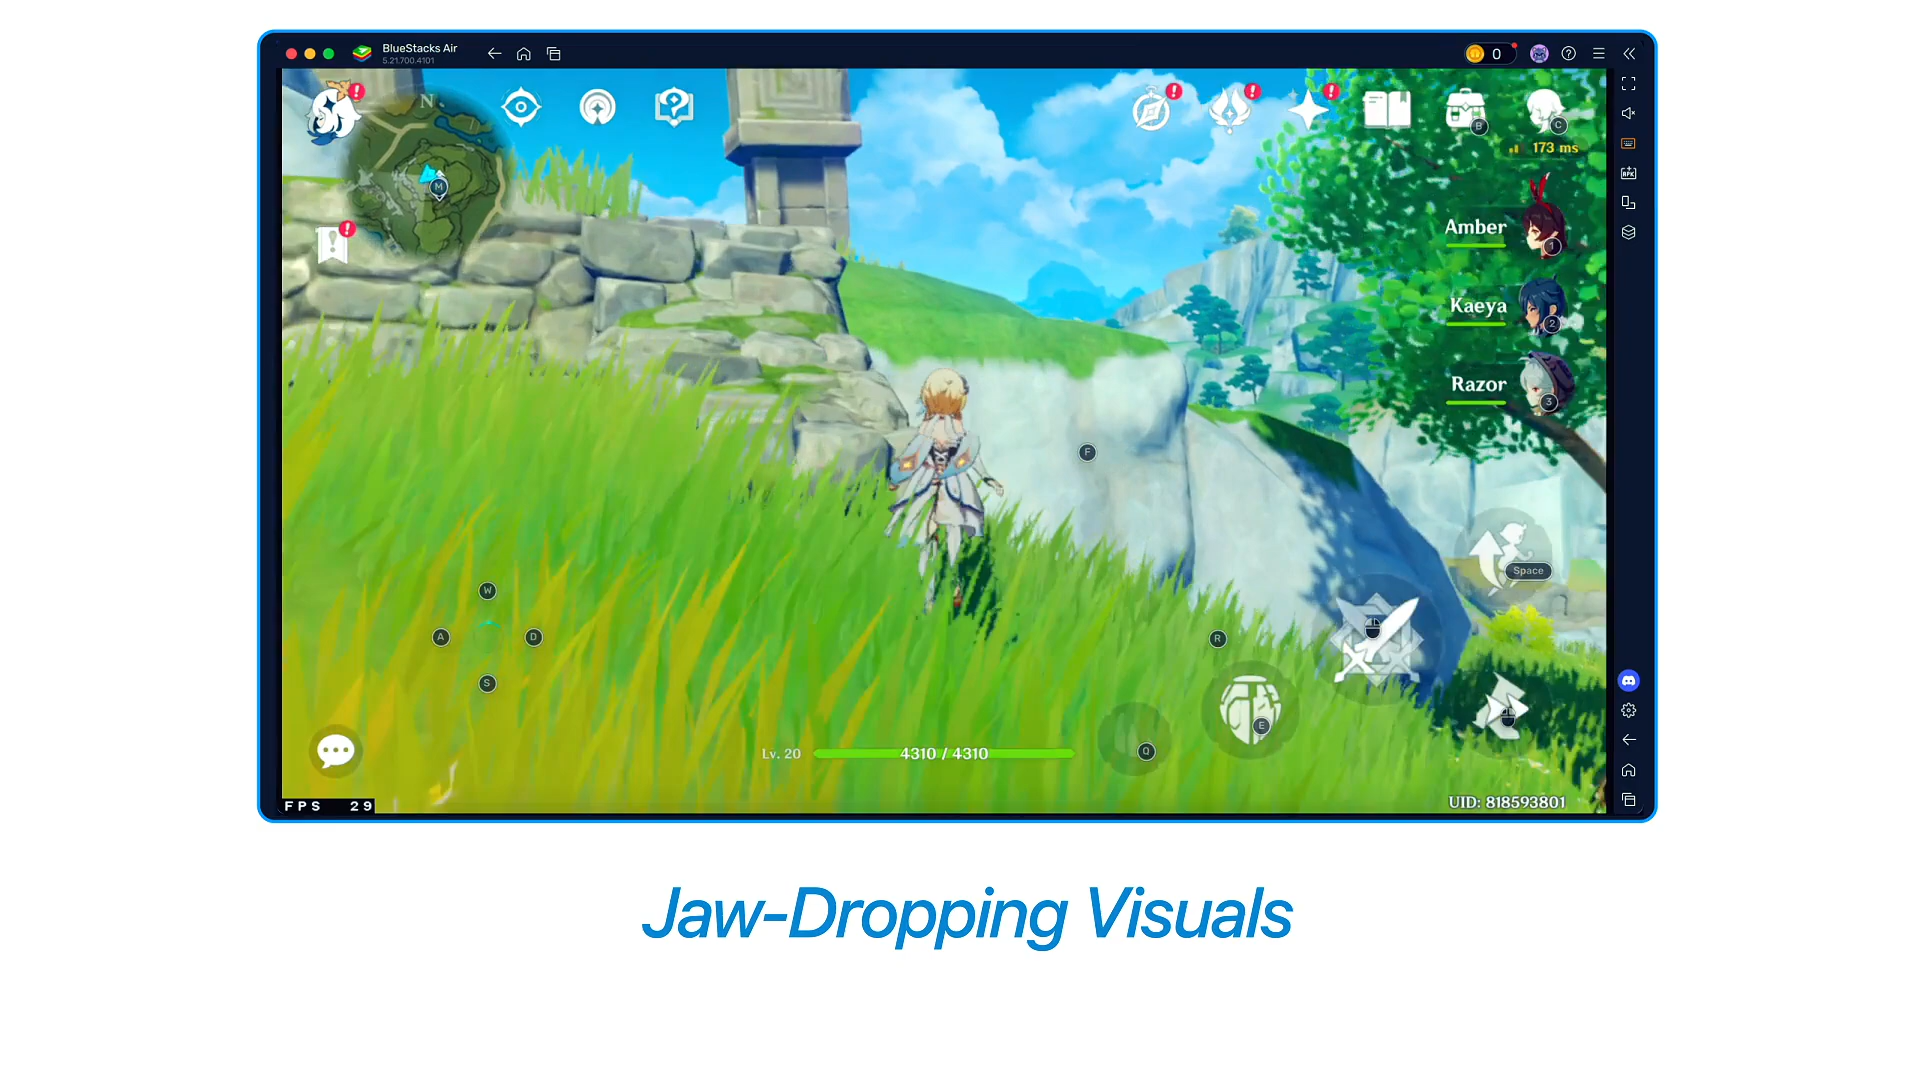 BlueStacks Air
5.21.700.4101
0
N
M
B
C
173 ms
Amber
1
Kaeya
2
Razor
3
F
Space
W
A
D
S
R
E
Q
Lv. 20
4310 / 4310
FPS 29
UID: 818593801
Jaw-Dropping Visuals